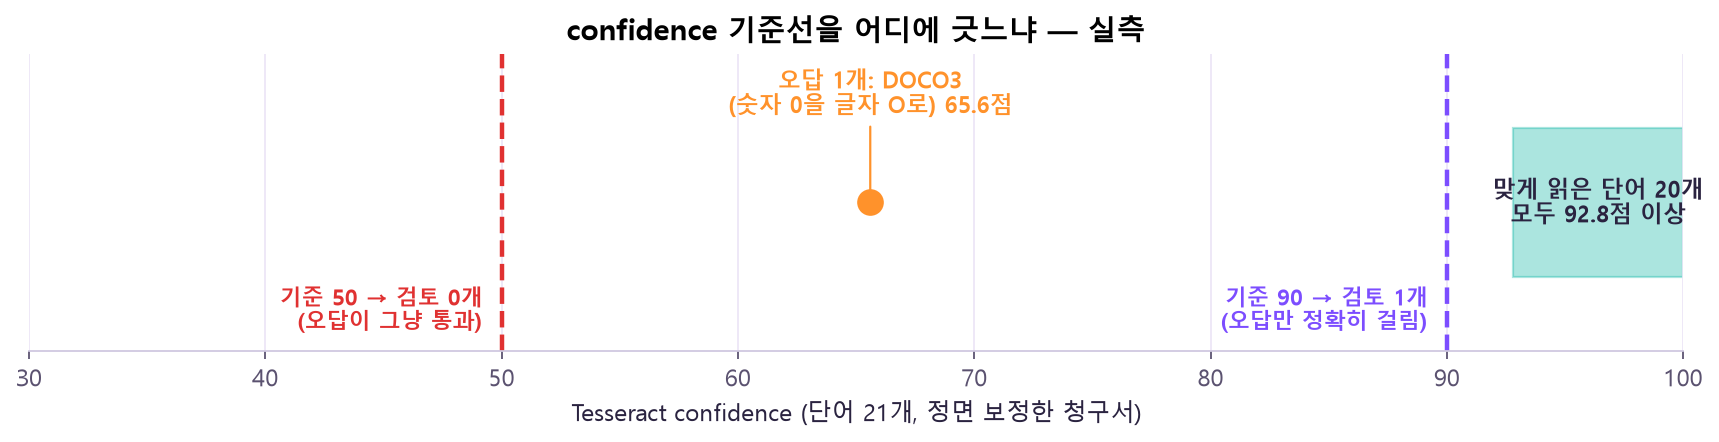 confidence 기준선을 어디에 긋느냐 — 실측
오답 1개: DOCO3
(숫자 0을 글자 O로) 65.6점
맞게 읽은 단어 20개
모두 92.8점 이상
기준 50 → 검토 0개
(오답이 그냥 통과)
기준 90 → 검토 1개
(오답만 정확히 걸림)
30 40 50 60 70 80 90 100
Tesseract confidence (단어 21개, 정면 보정한 청구서)